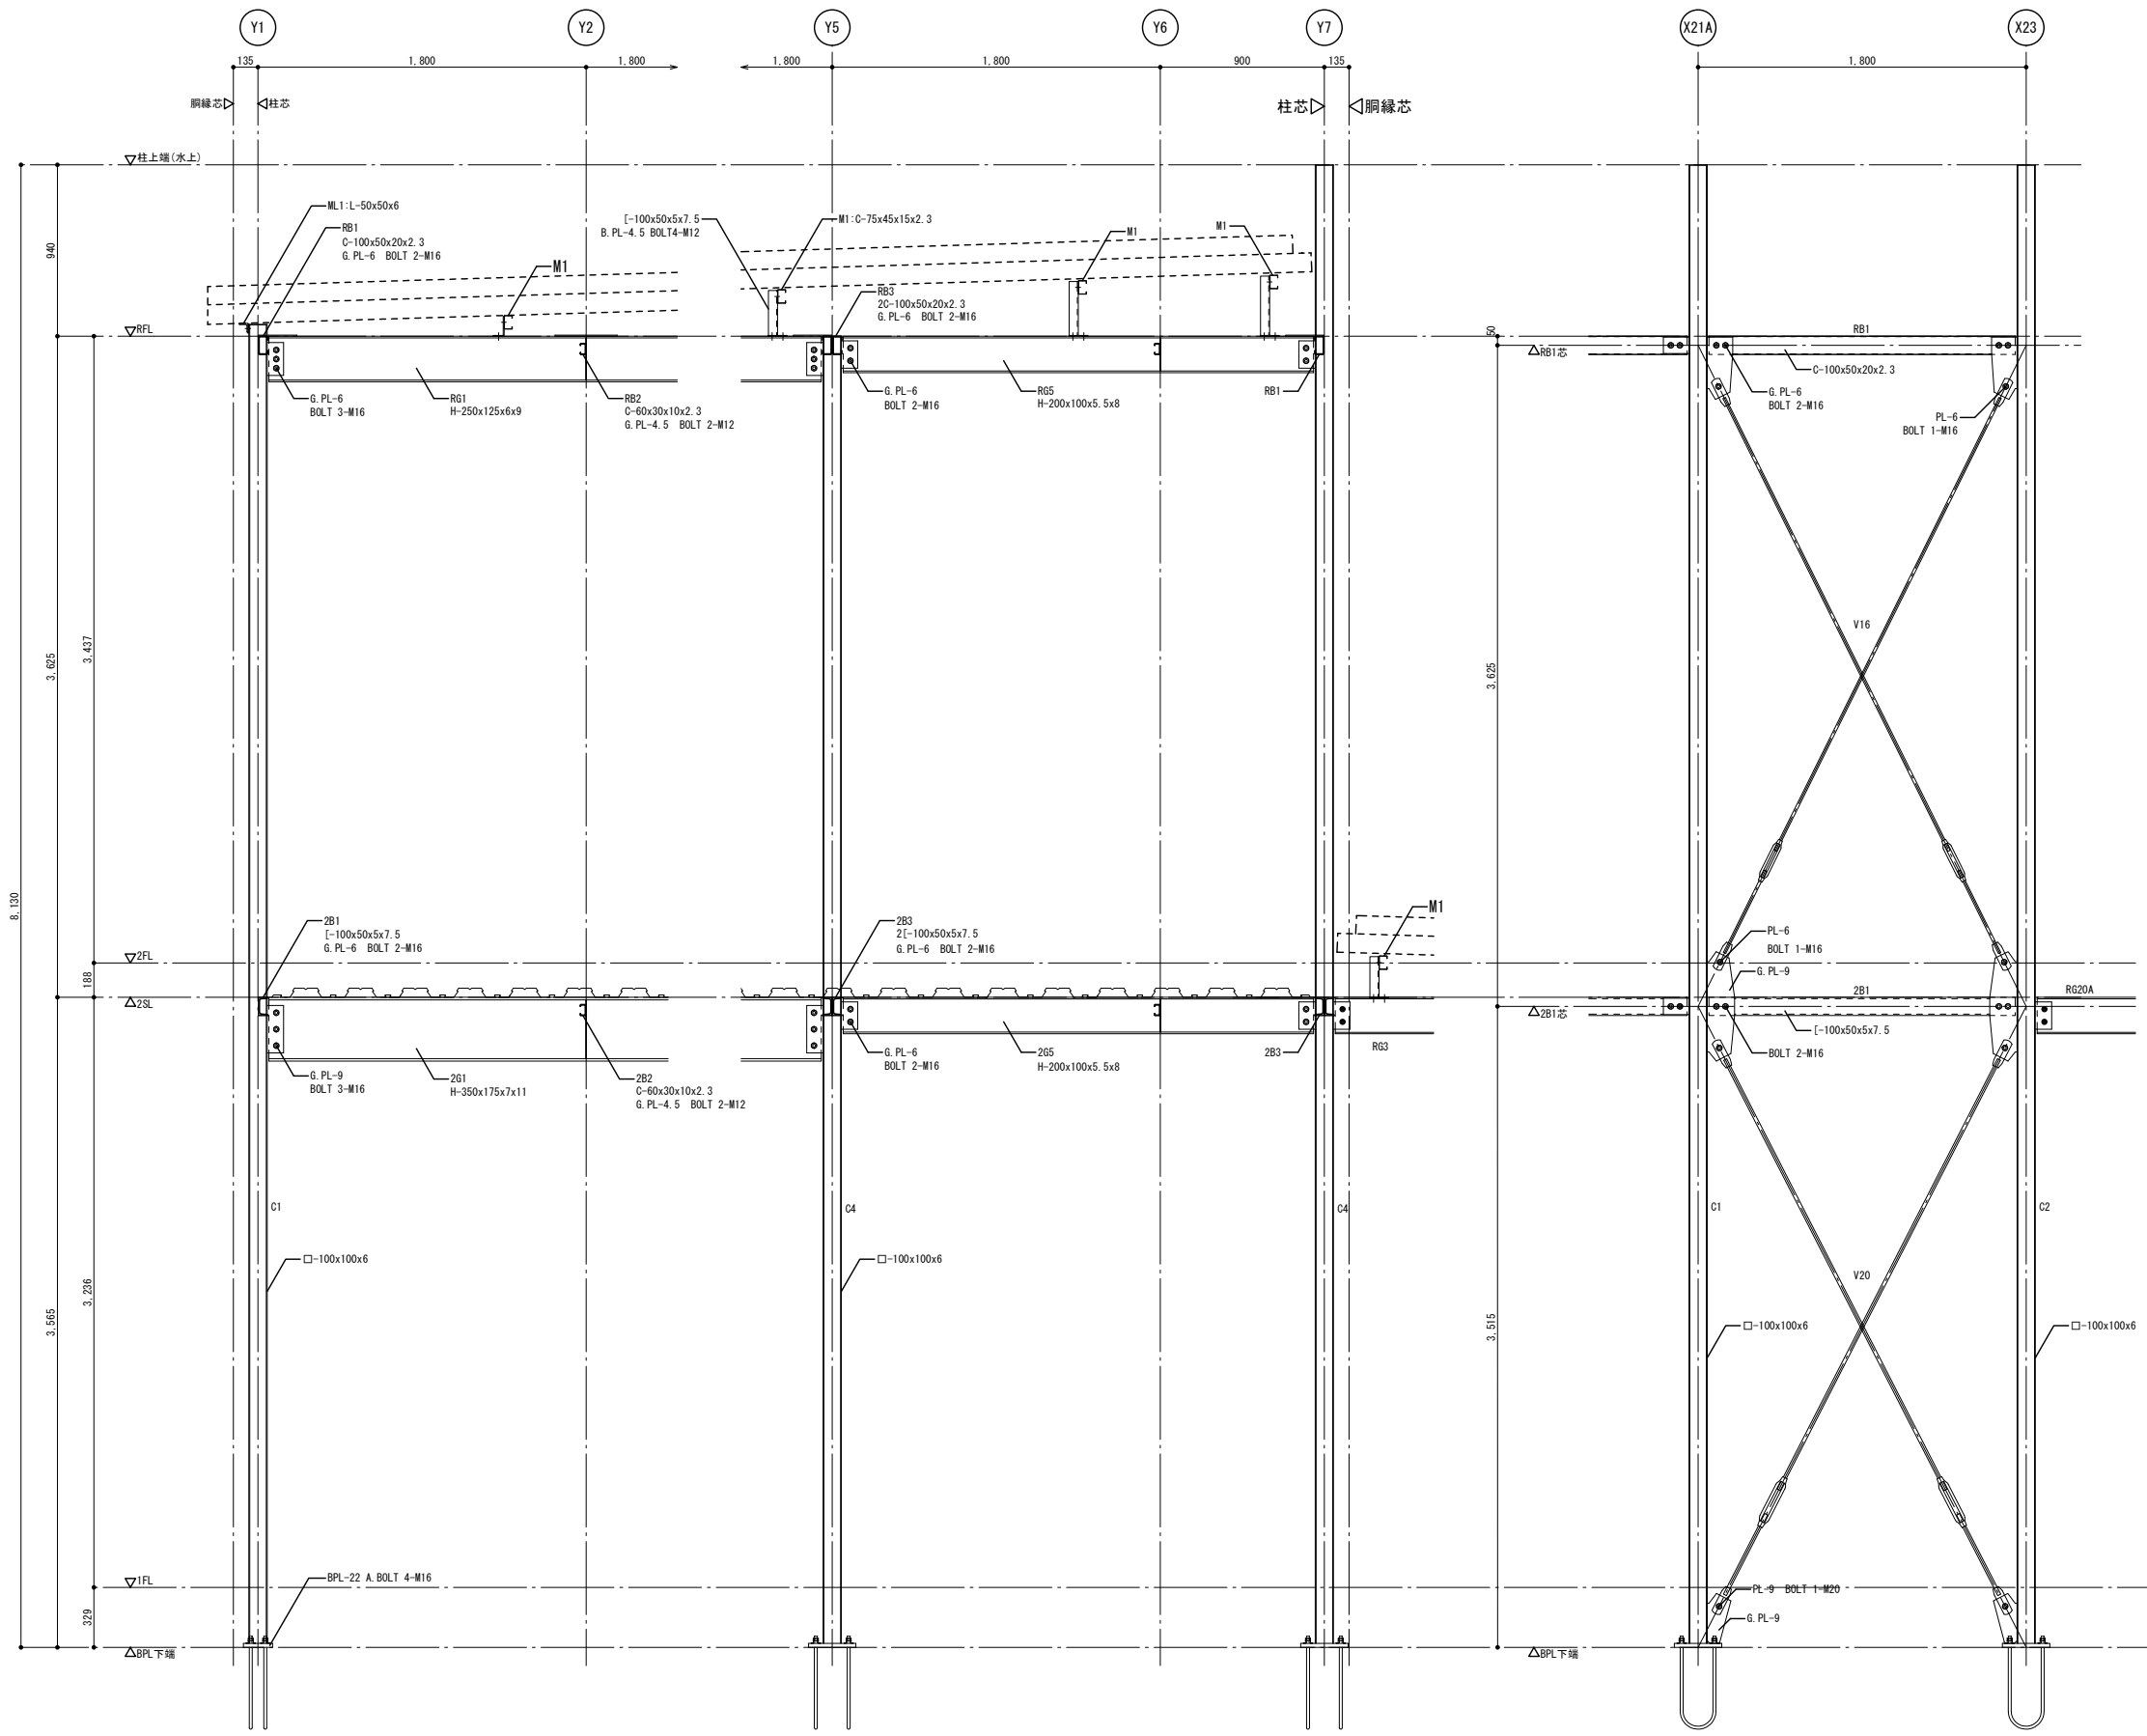 Y1 Y2 Y5 Y6 Y7 X21A X23
135 1,800 1,800 1,800 1,800 900 135 1,800
胴縁芯 柱芯 柱芯 胴縁芯
柱上端(水上)
ML1:L-50x50x6
RB1
C-100x50x20x2.3
G.PL-6 BOLT 2-M16
M1
[-100x50x5x7.5
B.PL-4.5 BOLT4-M12
M1:C-75x45x15x2.3
M1
M1
940
RB3
2C-100x50x20x2.3
G.PL-6 BOLT 2-M16
RFL
50
RB1芯
RB1
C-100x50x20x2.3
G.PL-6
BOLT 3-M16
RG1
H-250x125x6x9
RB2
C-60x30x10x2.3
G.PL-4.5 BOLT 2-M12
G.PL-6
BOLT 2-M16
RG5
H-200x100x5.5x8
RB1
G.PL-6
BOLT 2-M16
PL-6
BOLT 1-M16
3,437
3,625
3,625
V16
8,130
2B1
[-100x50x5x7.5
G.PL-6 BOLT 2-M16
2B3
2[-100x50x5x7.5
G.PL-6 BOLT 2-M16
M1
PL-6
BOLT 1-M16
G.PL-9
2FL
188
2SL
2B1芯
2B1
RG20A
[-100x50x5x7.5
BOLT 2-M16
G.PL-9
BOLT 3-M16
2G1
H-350x175x7x11
2B2
C-60x30x10x2.3
G.PL-4.5 BOLT 2-M12
G.PL-6
BOLT 2-M16
2G5
H-200x100x5.5x8
2B3
RG3
C1 C4 C4 C1 C2
□-100x100x6
□-100x100x6
V20
□-100x100x6
□-100x100x6
3,236
3,565
3,515
1FL
BPL-22 A.BOLT 4-M16
PL-9 BOLT 1-M20
G.PL-9
329
BPL下端
BPL下端